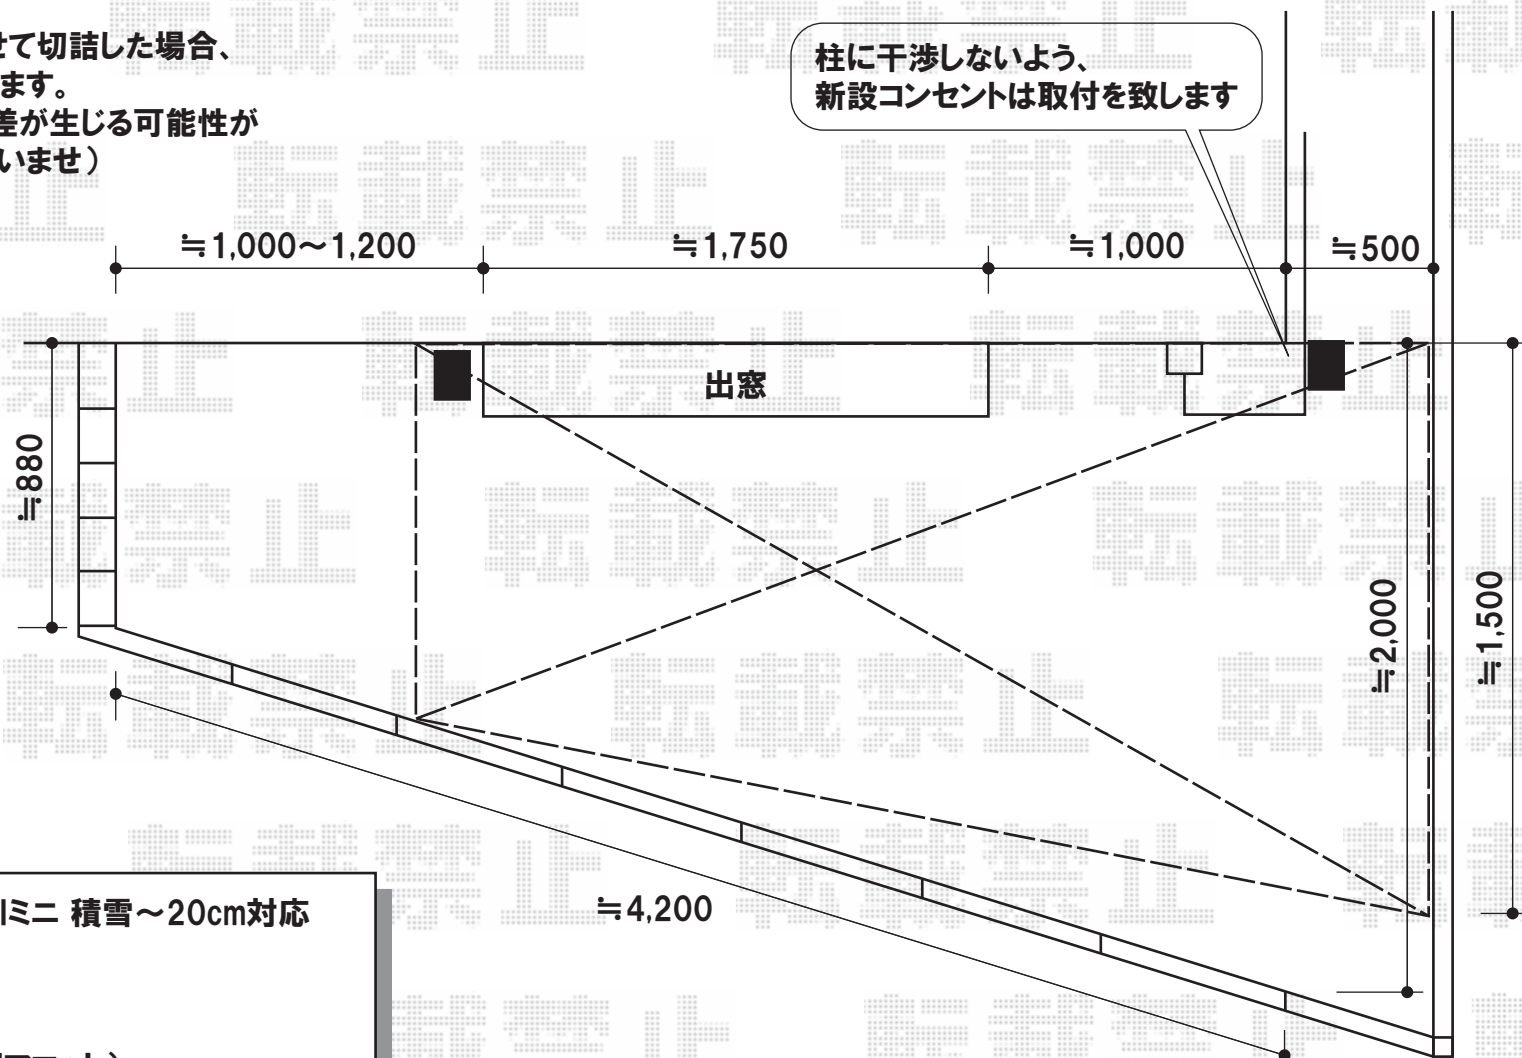 せて切詰した場合、
ます。
差が生じる可能性が
いませ）
柱に干渉しないよう、
新設コンセントは取付を致します
≒1,000～1,200
≒1,750
≒1,000
≒500
出窓
≒880
≒2,000
≒1,500
≒4,200
ミニ 積雪～20cm対応
転載禁止